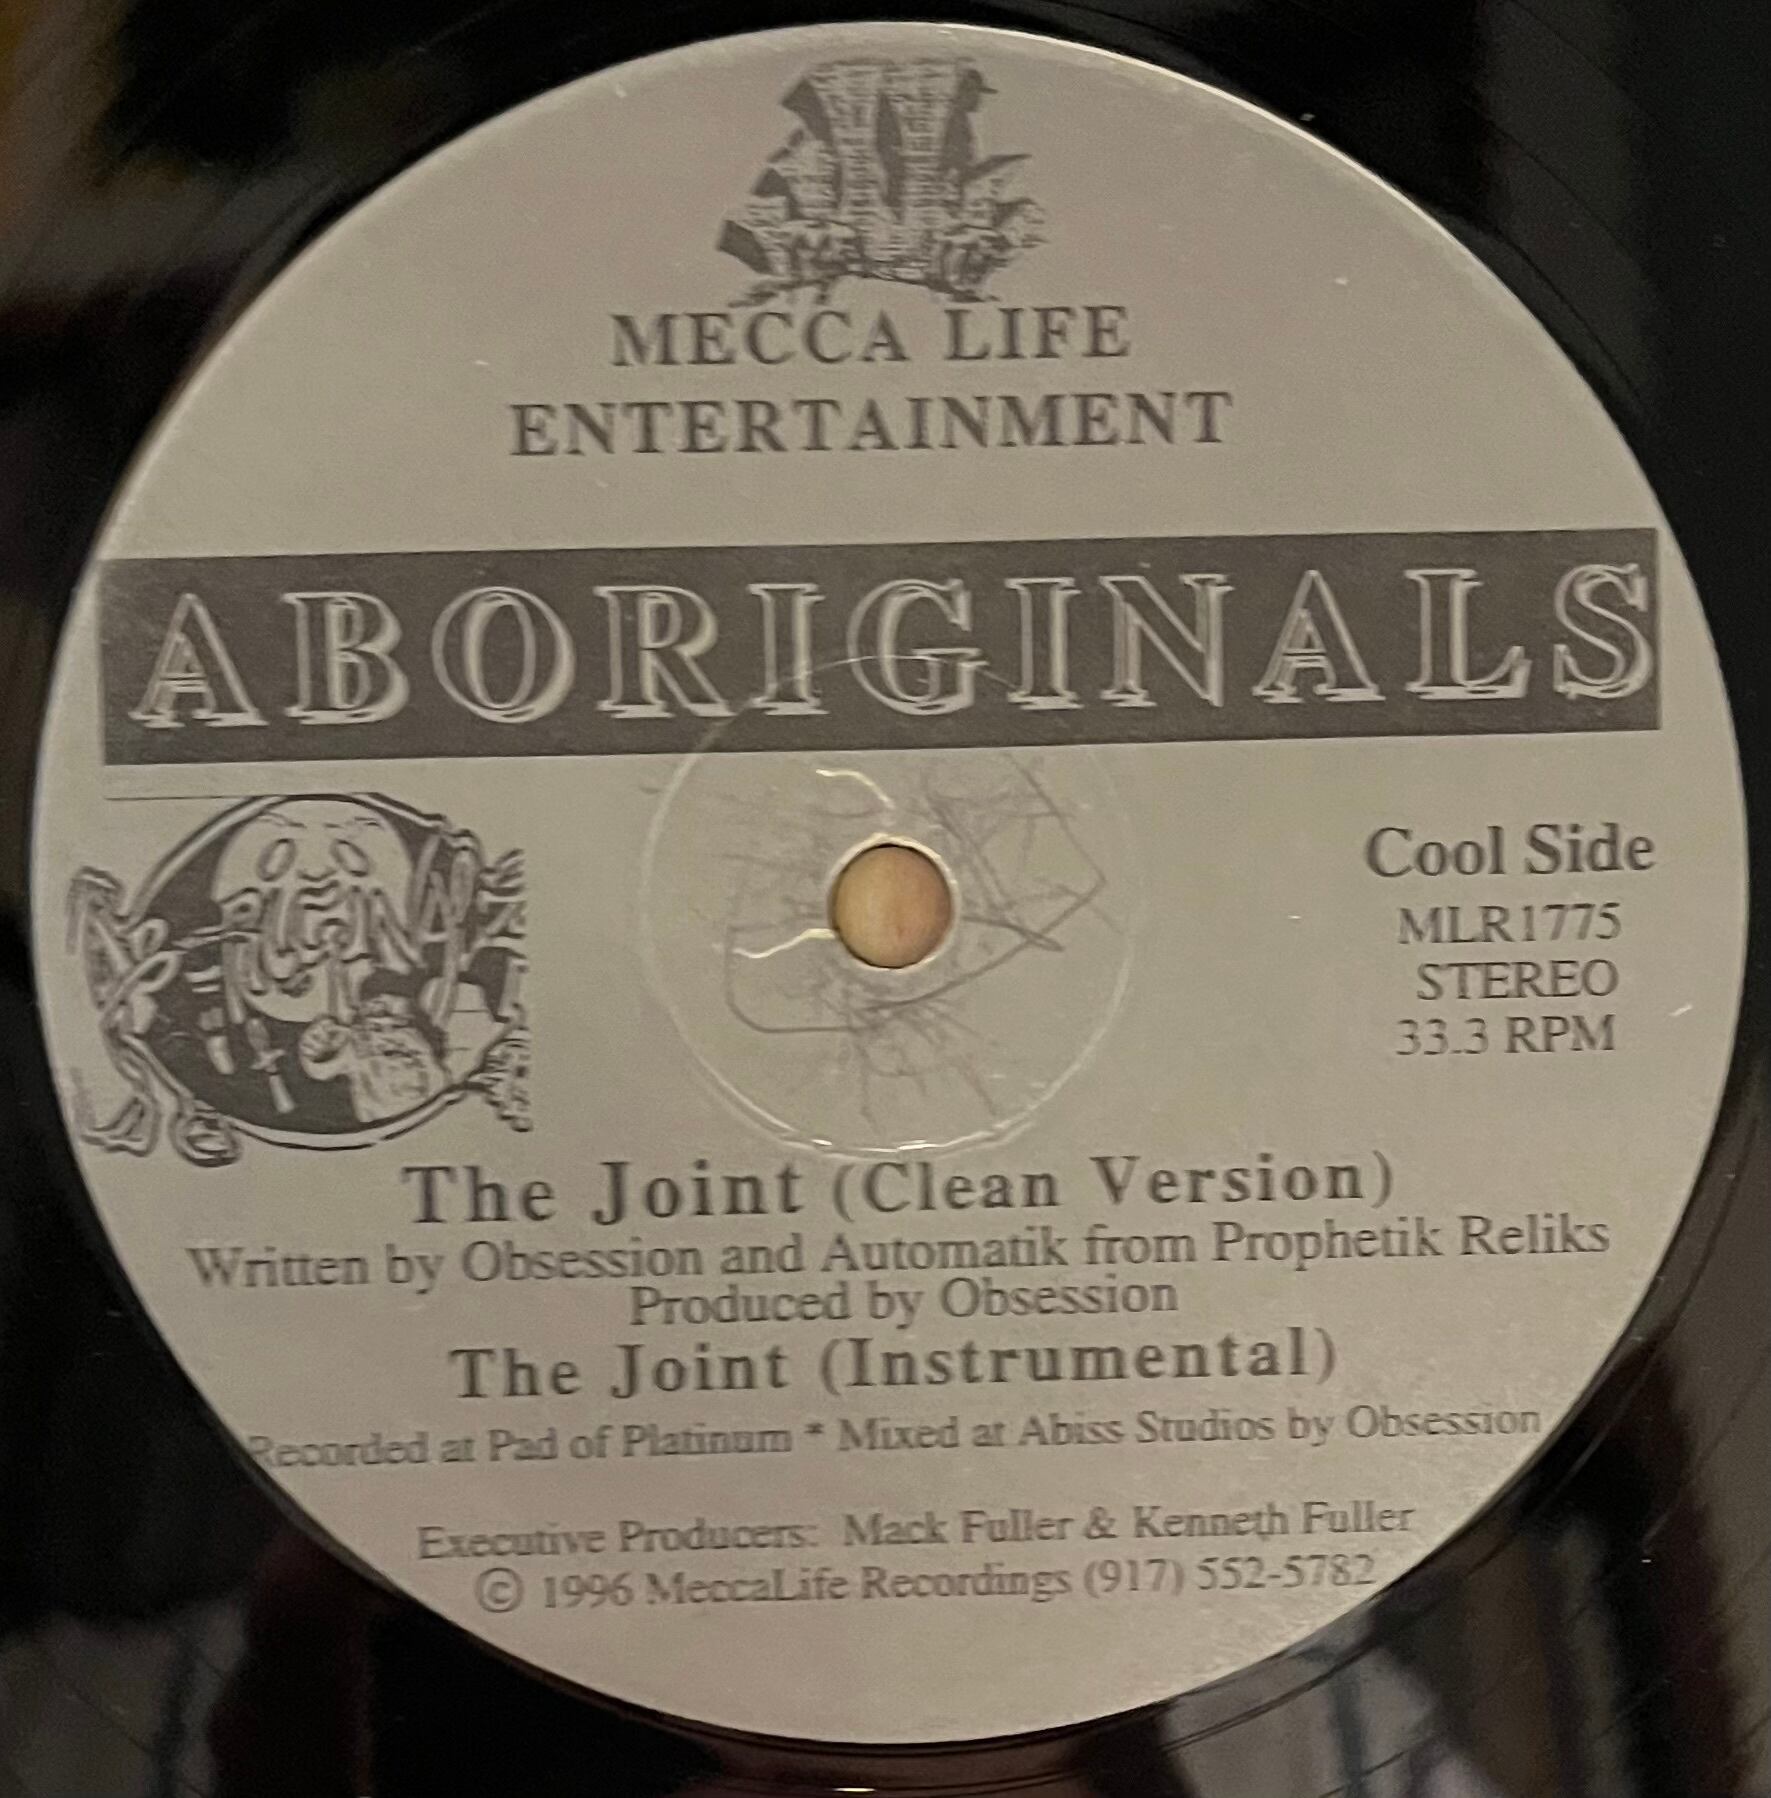 MECCA LIFE
ENTERTAINMENT
ABORIGINALS
Cool Side
MLR1775
STEREO
33.3 RPM
The Joint (Clean Version)
Written by Obsession and Automatik from Prophetik Reliks
Produced by Obsession
The Joint (Instrumental)
Recorded at Pad of Platinum * Mixed at Abiss Studios by Obsession
Executive Producers: Mack Fuller & Kenneth Fuller
© 1996 MeccaLife Recordings (917) 552-5782